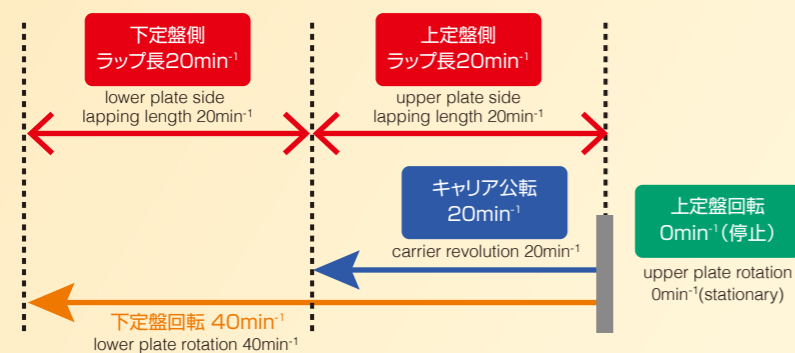 下定盤側
ラップ長20min⁻¹
lower plate side
lapping length 20min⁻¹
上定盤側
ラップ長20min⁻¹
upper plate side
lapping length 20min⁻¹
キャリア公転
20min⁻¹
carrier revolution 20min⁻¹
上定盤回転
0min⁻¹(停止)
upper plate rotation
0min⁻¹(stationary)
下定盤回転 40min⁻¹
lower plate rotation 40min⁻¹